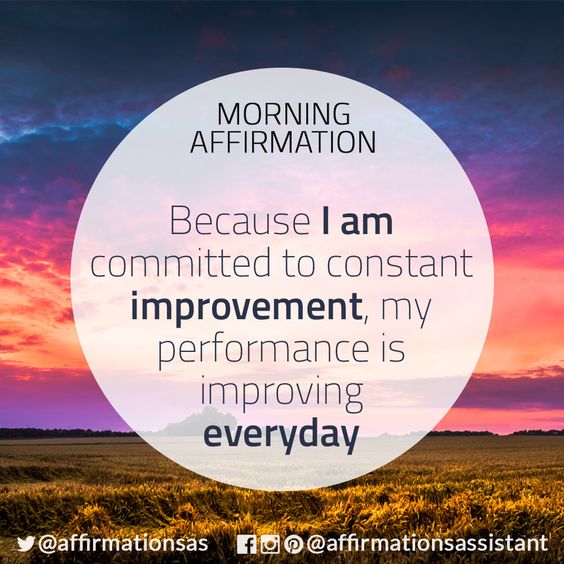 MORNING
AFFIRMATION
Because I am
committed to constant
improvement, my
performance is
improving
everyday
@affirmationsas @affirmationsassistant